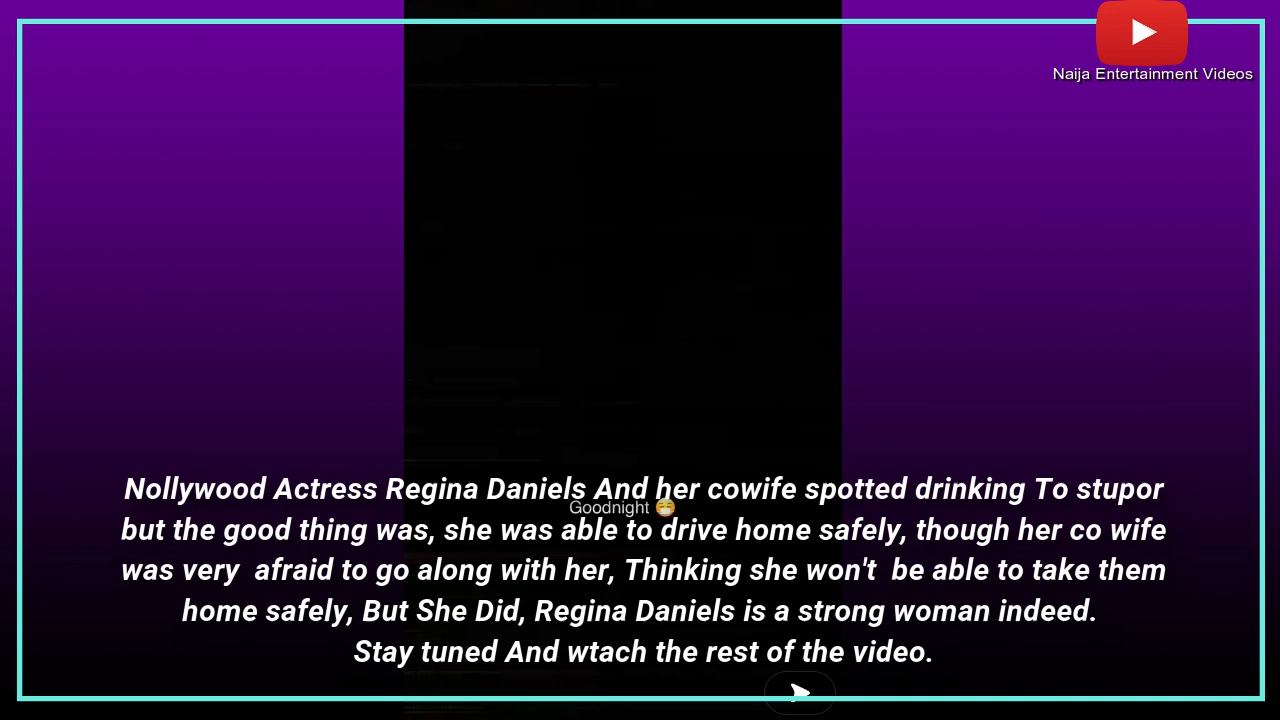 Naija Entertainment Videos
Nollywood Actress Regina Daniels And her cowife spotted drinking To stupor
Goodnight 😷
but the good thing was, she was able to drive home safely, though her co wife
was very  afraid to go along with her, Thinking she won't  be able to take them
home safely, But She Did, Regina Daniels is a strong woman indeed.
Stay tuned And wtach the rest of the video.